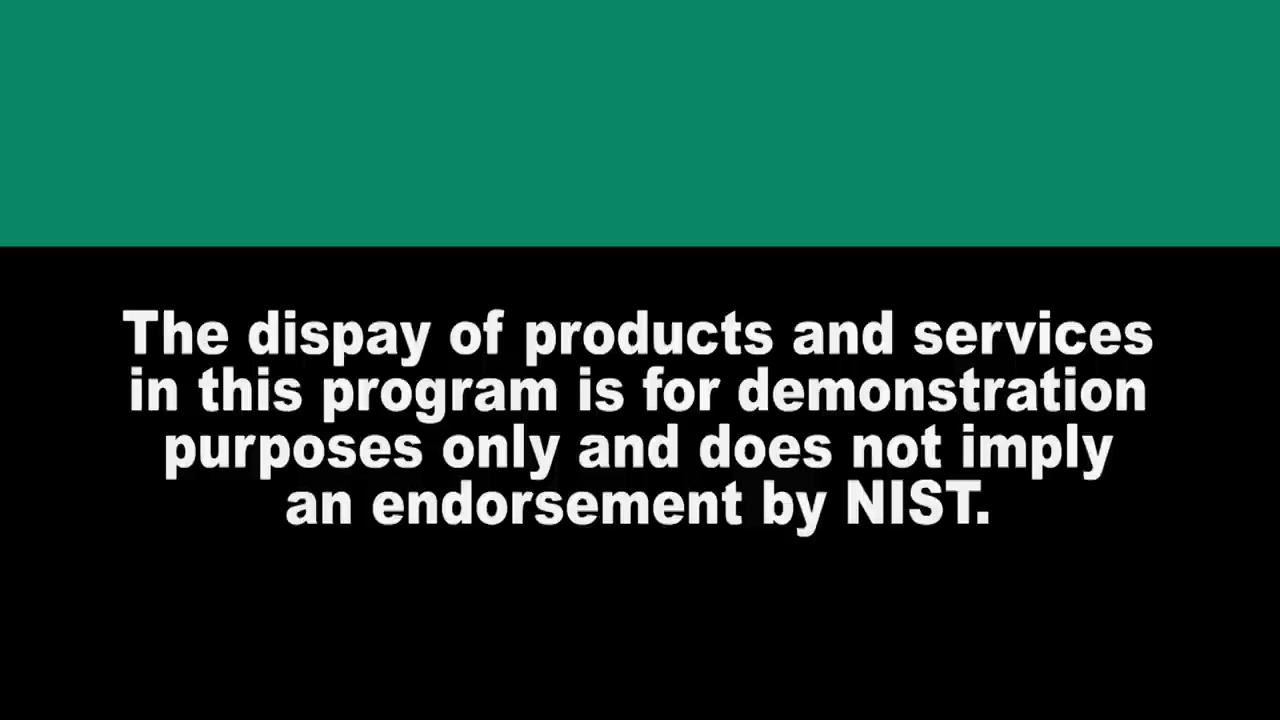 The dispay of products and services
in this program is for demonstration
purposes only and does not imply
an endorsement by NIST.